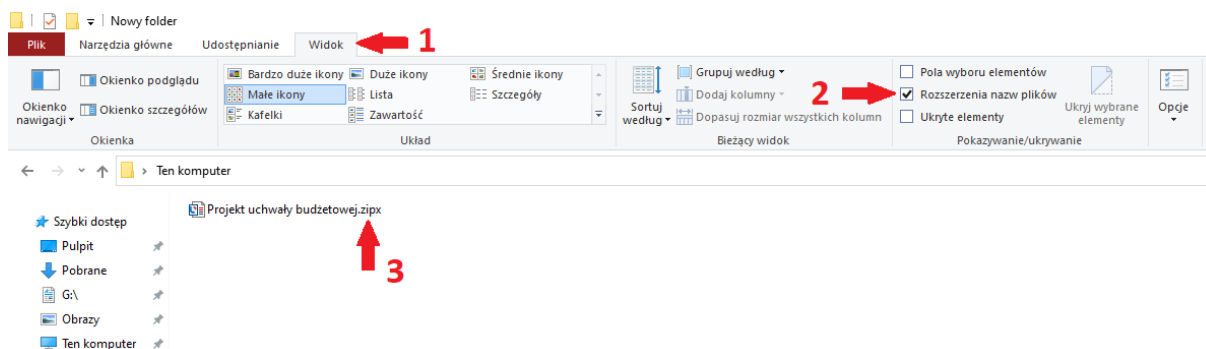 Nowy folder
Plik Narzędzia główne Udostępnianie Widok 1
Okienko nawigacji
Okienko podglądu
Okienko szczegółów
Okienka
Bardzo duże ikony Duże ikony Średnie ikony
Małe ikony Lista Szczegóły
Kafelki Zawartość
Układ
Sortuj według
Grupuj według
Dodaj kolumny
Dopasuj rozmiar wszystkich kolumn
Bieżący widok
2
Pola wyboru elementów
Rozszerzenia nazw plików
Ukryte elementy
Ukryj wybrane elementy
Pokazywanie/ukrywanie
Opcje
Ten komputer
Szybki dostęp
Pulpit
Pobrane
G:\
Obrazy
Ten komputer
Projekt uchwały budżetowej.zipx
3